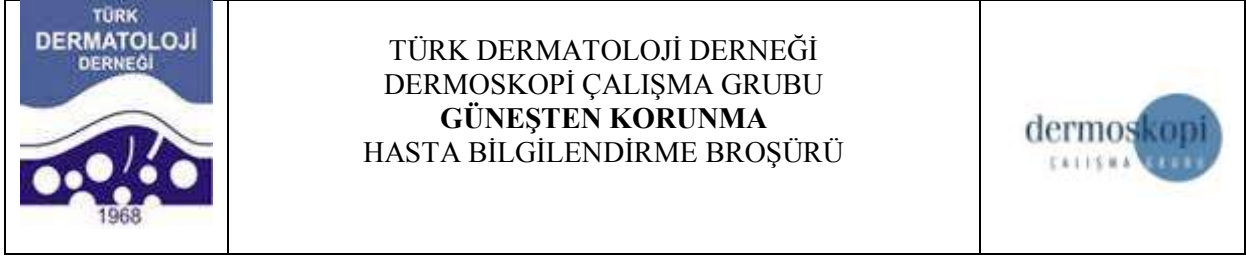 TÜRK
DERMATOLOJİ
DERNEĞİ
1968
TÜRK DERMATOLOJİ DERNEĞİ
DERMOSKOPİ ÇALIŞMA GRUBU
GÜNEŞTEN KORUNMA
HASTA BİLGİLENDİRME BROŞÜRÜ
dermoskopi
ÇALIŞMA GRUBU